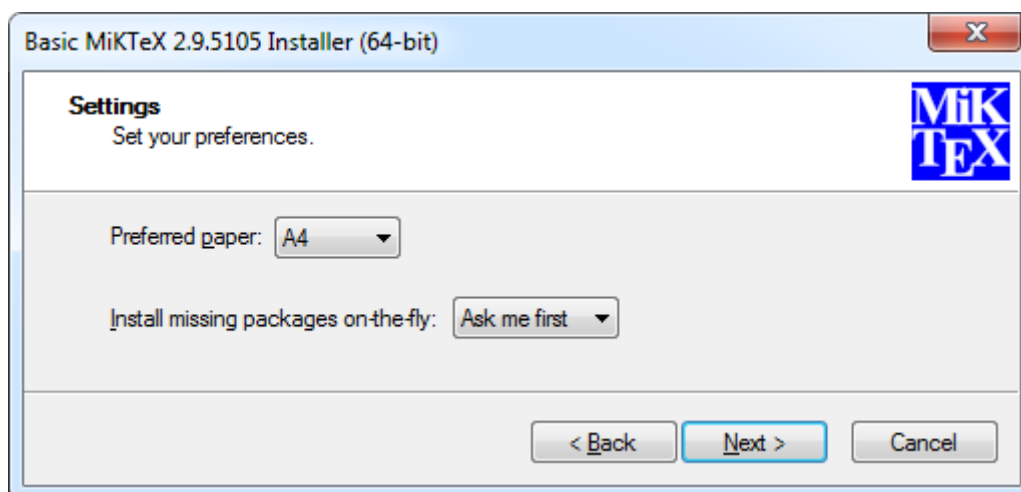 Basic MiKTeX 2.9.5105 Installer (64-bit)
Settings
Set your preferences.
MiK
TEX
Preferred paper: A4
Install missing packages on-the-fly: Ask me first
< Back Next > Cancel